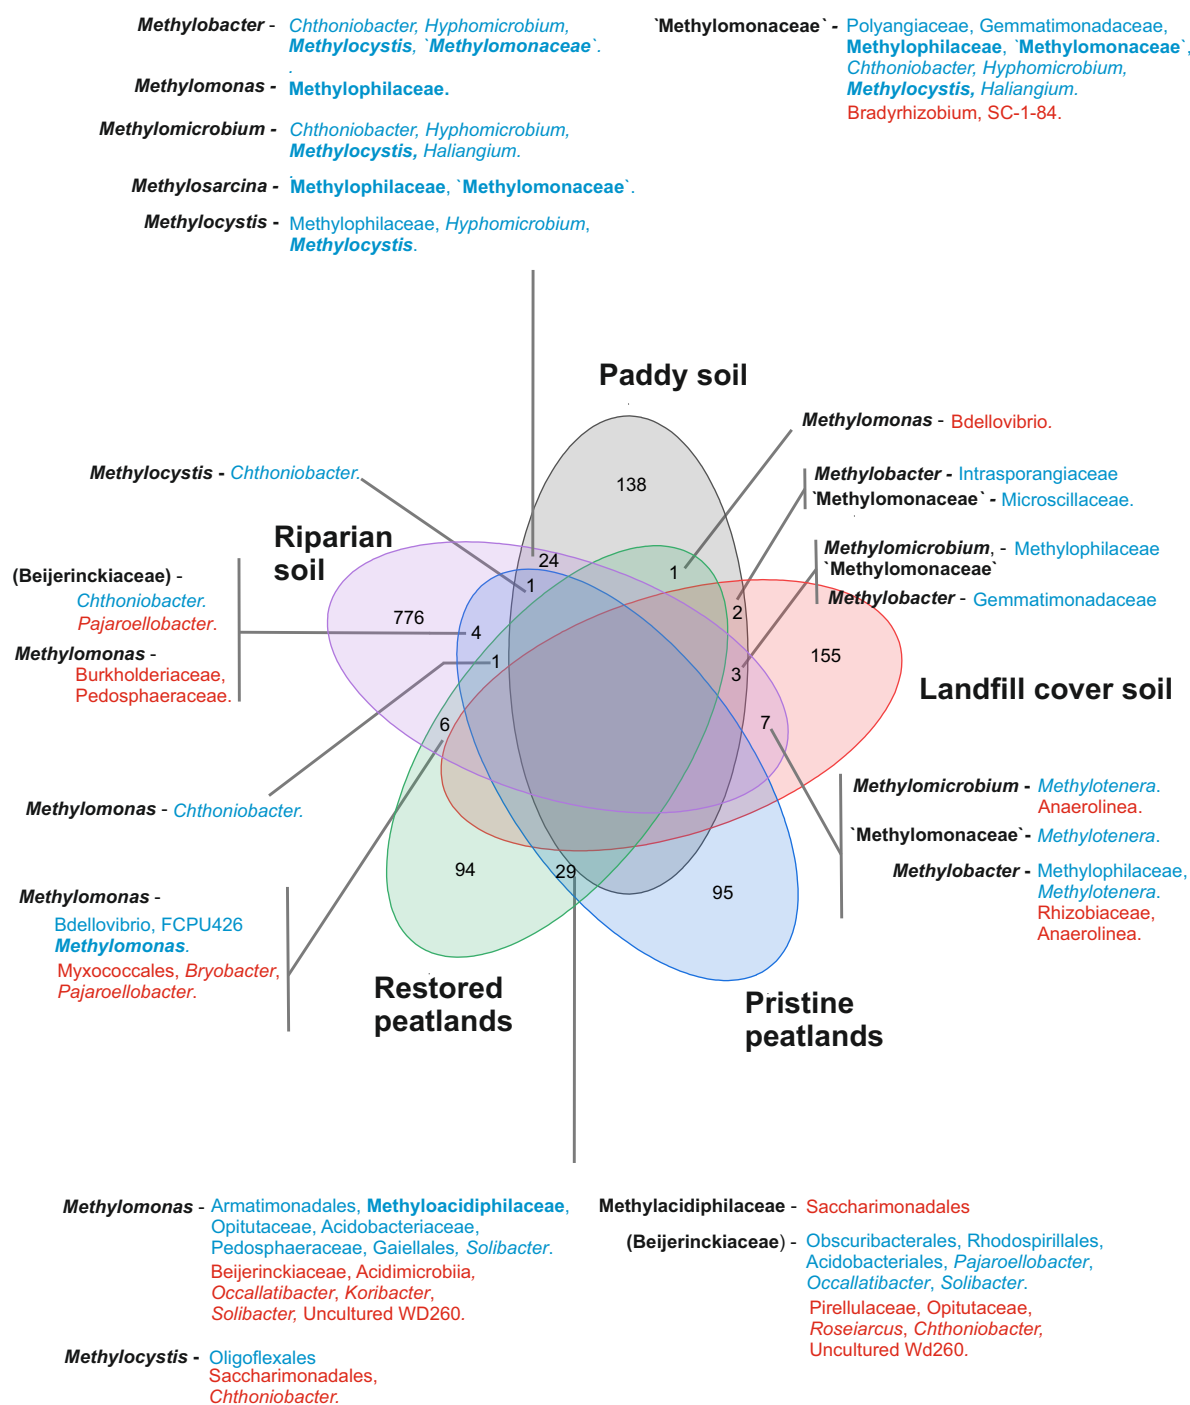 Methylobacter - Chthoniobacter, Hyphomicrobium,
Methylocystis, `Methylomonaceae`.
.
Methylomonas - Methylophilaceae.
Methylomicrobium - Chthoniobacter, Hyphomicrobium,
Methylocystis, Haliangium.
Methylosarcina - Methylophilaceae, `Methylomonaceae`.
Methylocystis - Methylophilaceae, Hyphomicrobium,
Methylocystis.
`Methylomonaceae` - Polyangiaceae, Gemmatimonadaceae,
Methylophilaceae, `Methylomonaceae`,
Chthoniobacter, Hyphomicrobium,
Methylocystis, Haliangium.
Bradyrhizobium, SC-1-84.
Paddy soil
Methylomonas - Bdellovibrio.
Methylobacter - Intrasporangiaceae
`Methylomonaceae` - Microscillaceae.
Methylomicrobium, - Methylophilaceae
`Methylomonaceae`
Methylobacter - Gemmatimonadaceae
Methylocystis - Chthoniobacter.
Riparian
soil
(Beijerinckiaceae) -
Chthoniobacter.
Pajaroellobacter.
Methylomonas -
Burkholderiaceae,
Pedosphaeraceae.
138
24
1
1
776
4
2
1
155
3
6
7
94
29
95
Landfill cover soil
Methylomicrobium - Methylotenera.
Anaerolinea.
`Methylomonaceae`- Methylotenera.
Methylobacter - Methylophilaceae,
Methylotenera.
Rhizobiaceae,
Anaerolinea.
Methylomonas - Chthoniobacter.
Methylomonas -
Bdellovibrio, FCPU426
Methylomonas.
Myxococcales, Bryobacter,
Pajaroellobacter.
Restored
peatlands
Pristine
peatlands
Methylomonas - Armatimonadales, Methyloacidiphilaceae,
Opitutaceae, Acidobacteriaceae,
Pedosphaeraceae, Gaiellales, Solibacter.
Beijerinckiaceae, Acidimicrobiia,
Occallatibacter, Koribacter,
Solibacter, Uncultured WD260.
Methylocystis - Oligoflexales
Saccharimonadales,
Chthoniobacter.
Methylacidiphilaceae - Saccharimonadales
(Beijerinckiaceae) - Obscuribacterales, Rhodospirillales,
Acidobacteriales, Pajaroellobacter,
Occallatibacter, Solibacter.
Pirellulaceae, Opitutaceae,
Roseiarcus, Chthoniobacter,
Uncultured Wd260.